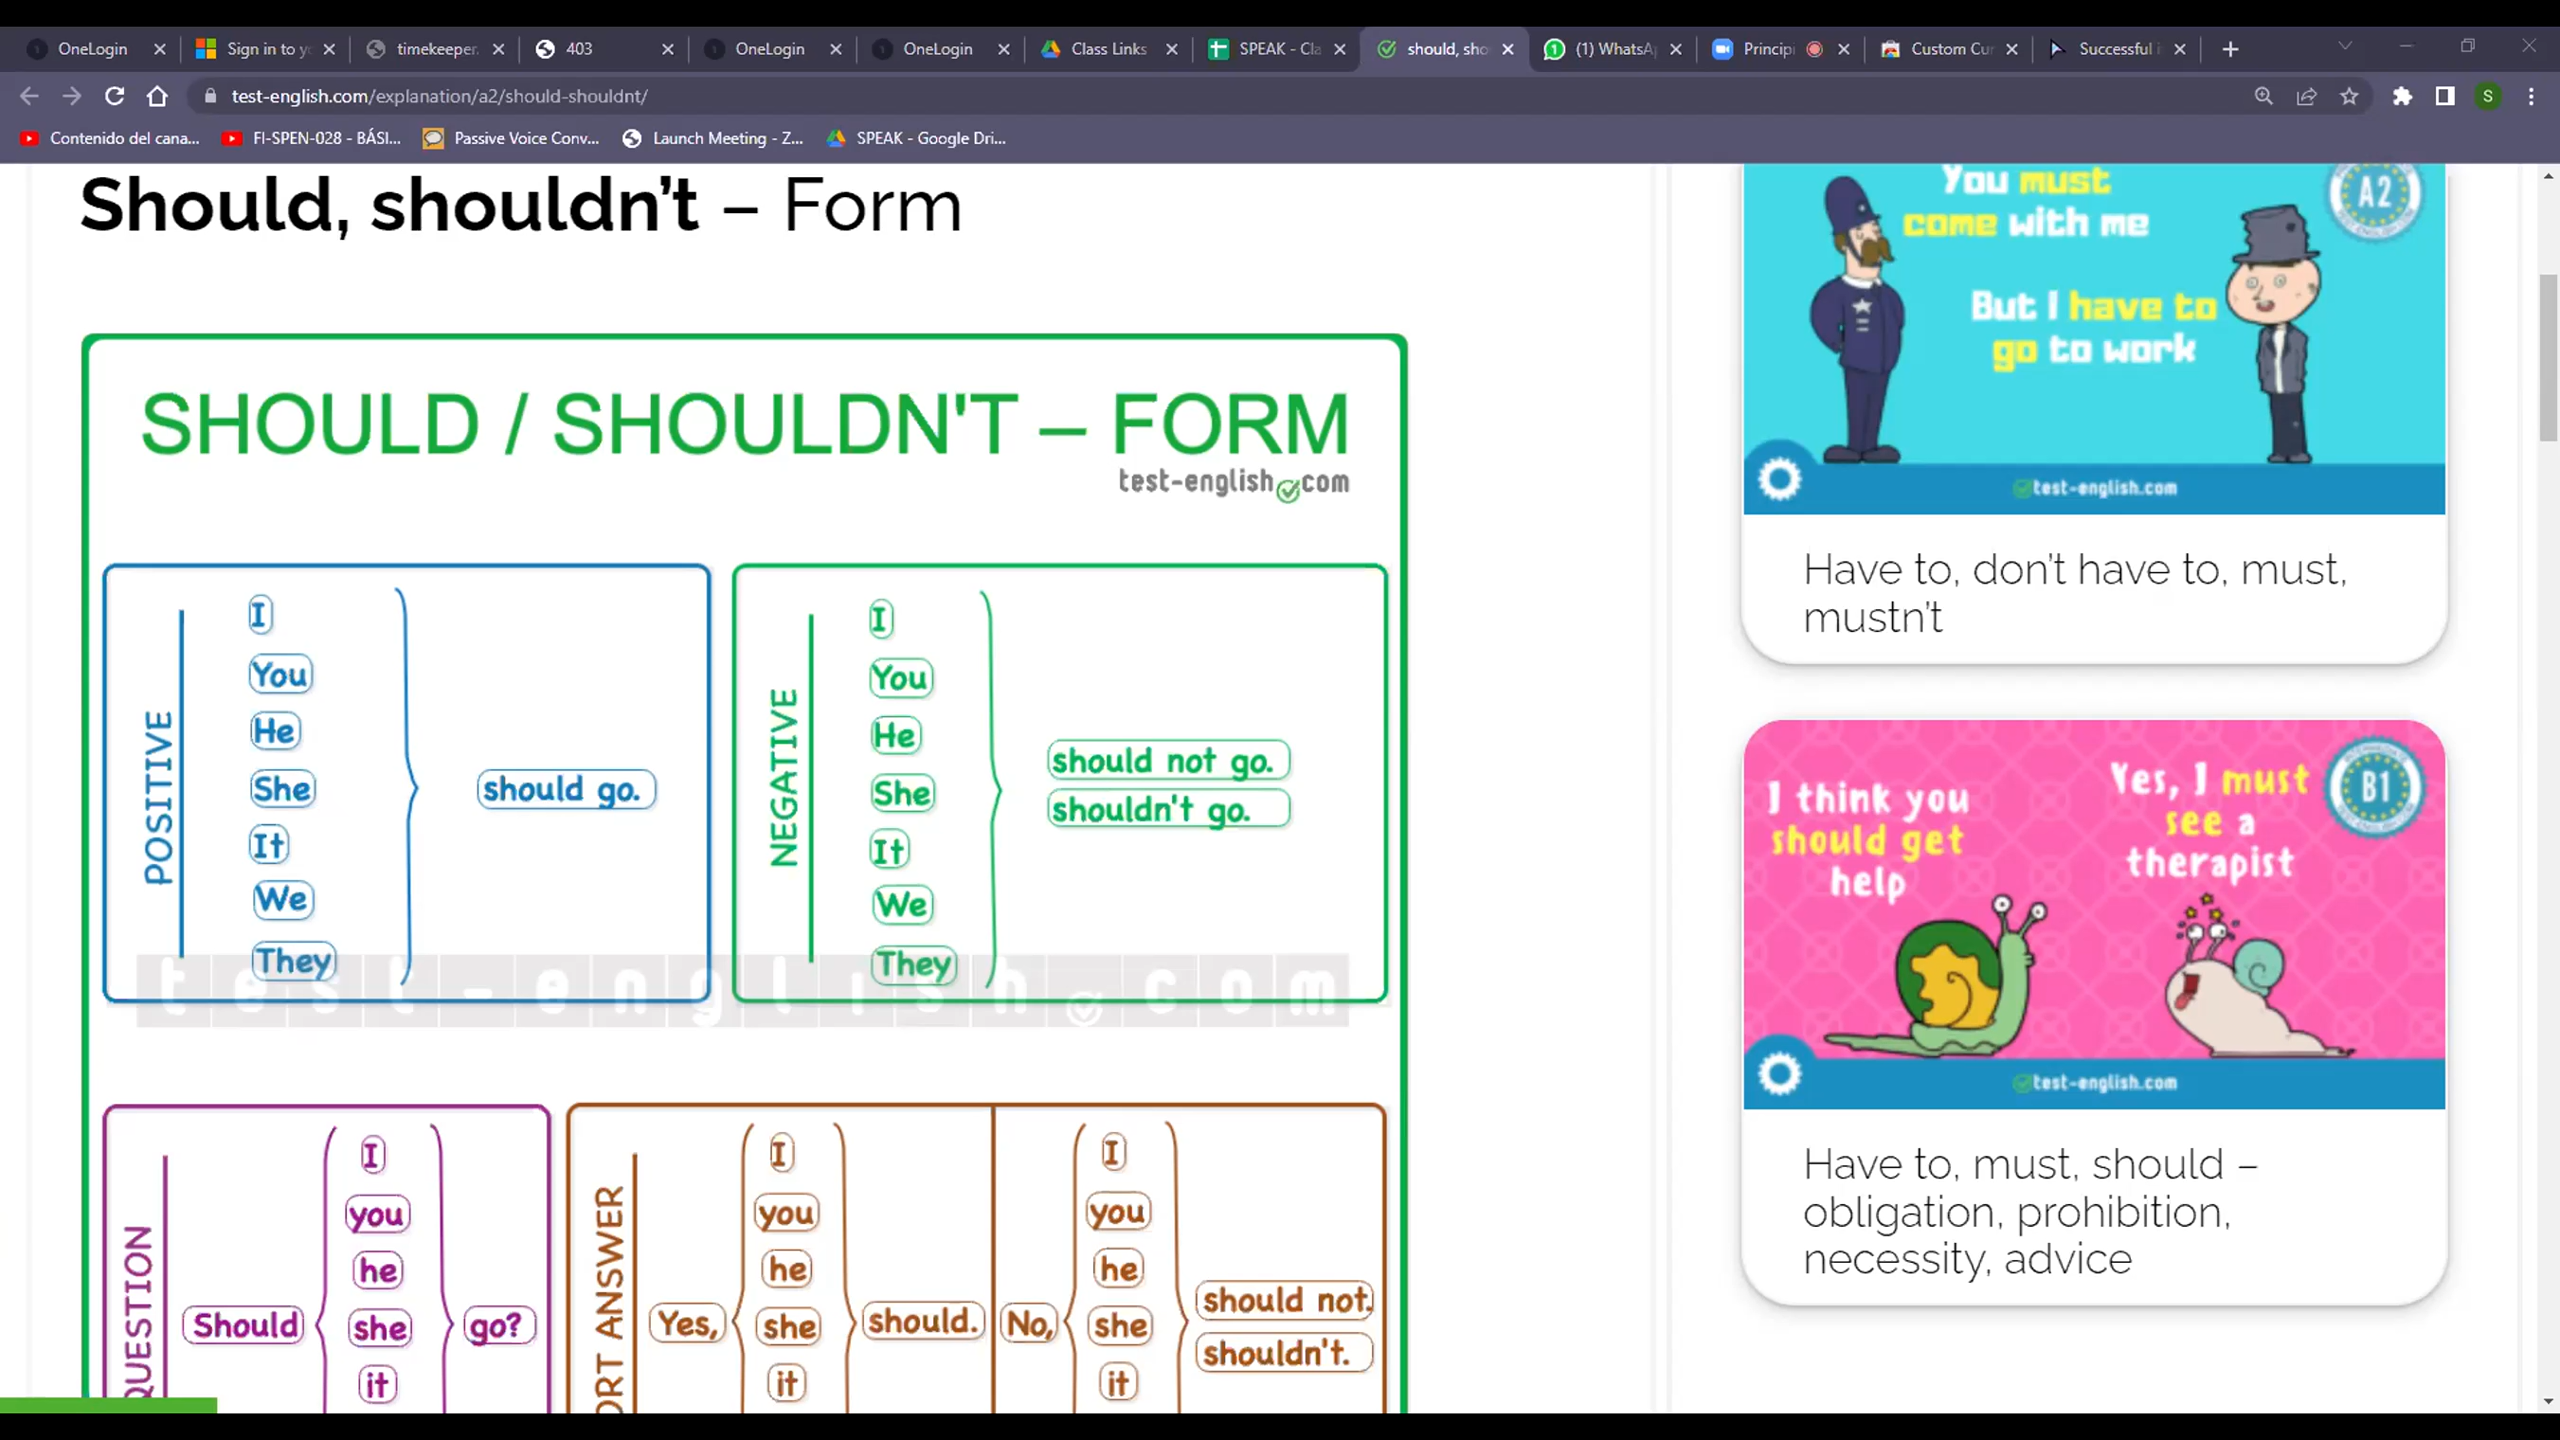 OneLogin
Sign in to y
timekeeper.
403
OneLogin
OneLogin
Class Links
SPEAK - Cla
should, sho
(1) WhatsA
Princip
Custom Cu
Successful
test-english.com/explanation/a2/should-shouldnt/
S
Contenido del cana...
FI-SPEN-028 - BÁSI...
Passive Voice Conv...
Launch Meeting - Z...
SPEAK - Google Dri...
Should, shouldn't – Form
SHOULD / SHOULDN'T – FORM
test-english.com
POSITIVE
I
You
He
She
It
We
They
should go.
NEGATIVE
I
You
He
She
It
We
They
should not go.
shouldn't go.
test-english.com
QUESTION
Should
I
you
he
she
it
go?
ORT ANSWER
Yes,
I
you
he
she
it
should.
No,
I
you
he
she
it
should not.
shouldn't.
You must
come with me
A2
But I have to
go to work
test-english.com
Have to, don't have to, must,
mustn't
I think you
should get
help
Yes, I must
see a
therapist
B1
test-english.com
Have to, must, should –
obligation, prohibition,
necessity, advice